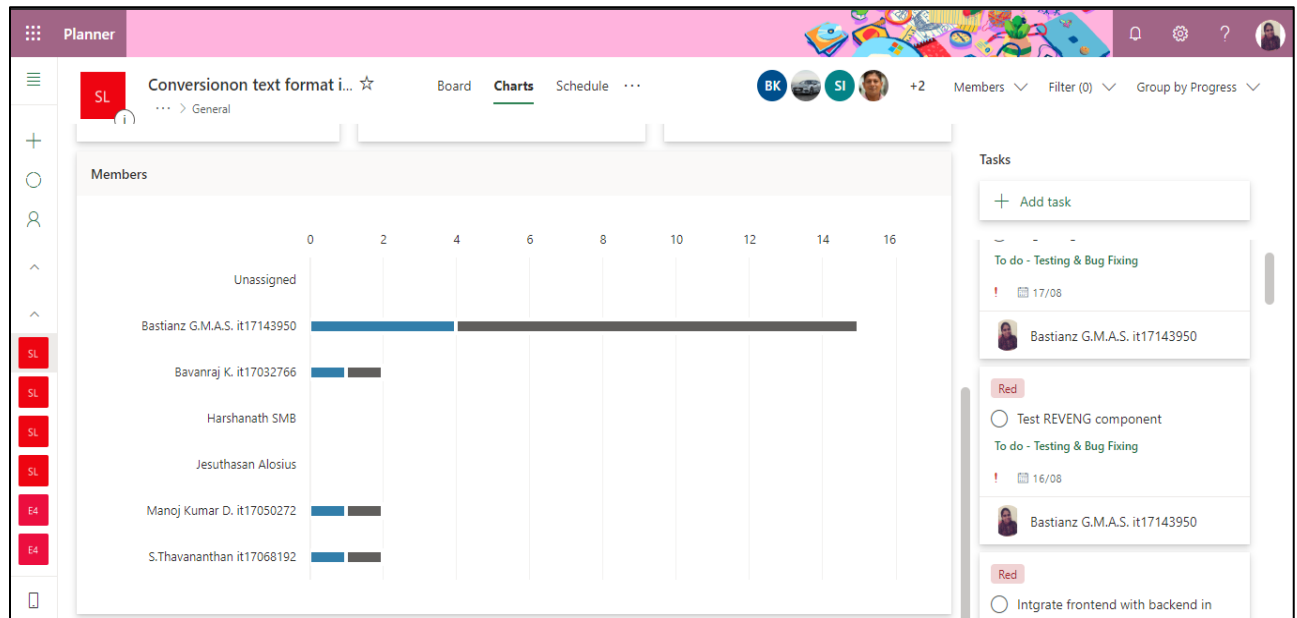 Planner
?
SL
Conversionon text format i...
Board
Charts
Schedule
...
BK
SI
+2
Members
Filter (0)
Group by Progress
... > General
i
Members
0 2 4 6 8 10 12 14 16
Unassigned
Bastianz G.M.A.S. it17143950
Bavanraj K. it17032766
Harshanath SMB
Jesuthasan Alosius
Manoj Kumar D. it17050272
S.Thavananthan it17068192
SL
SL
SL
SL
E4
E4
Tasks
+ Add task
To do - Testing & Bug Fixing
! 17/08
Bastianz G.M.A.S. it17143950
Red
Test REVENG component
To do - Testing & Bug Fixing
! 16/08
Bastianz G.M.A.S. it17143950
Red
Intgrate frontend with backend in